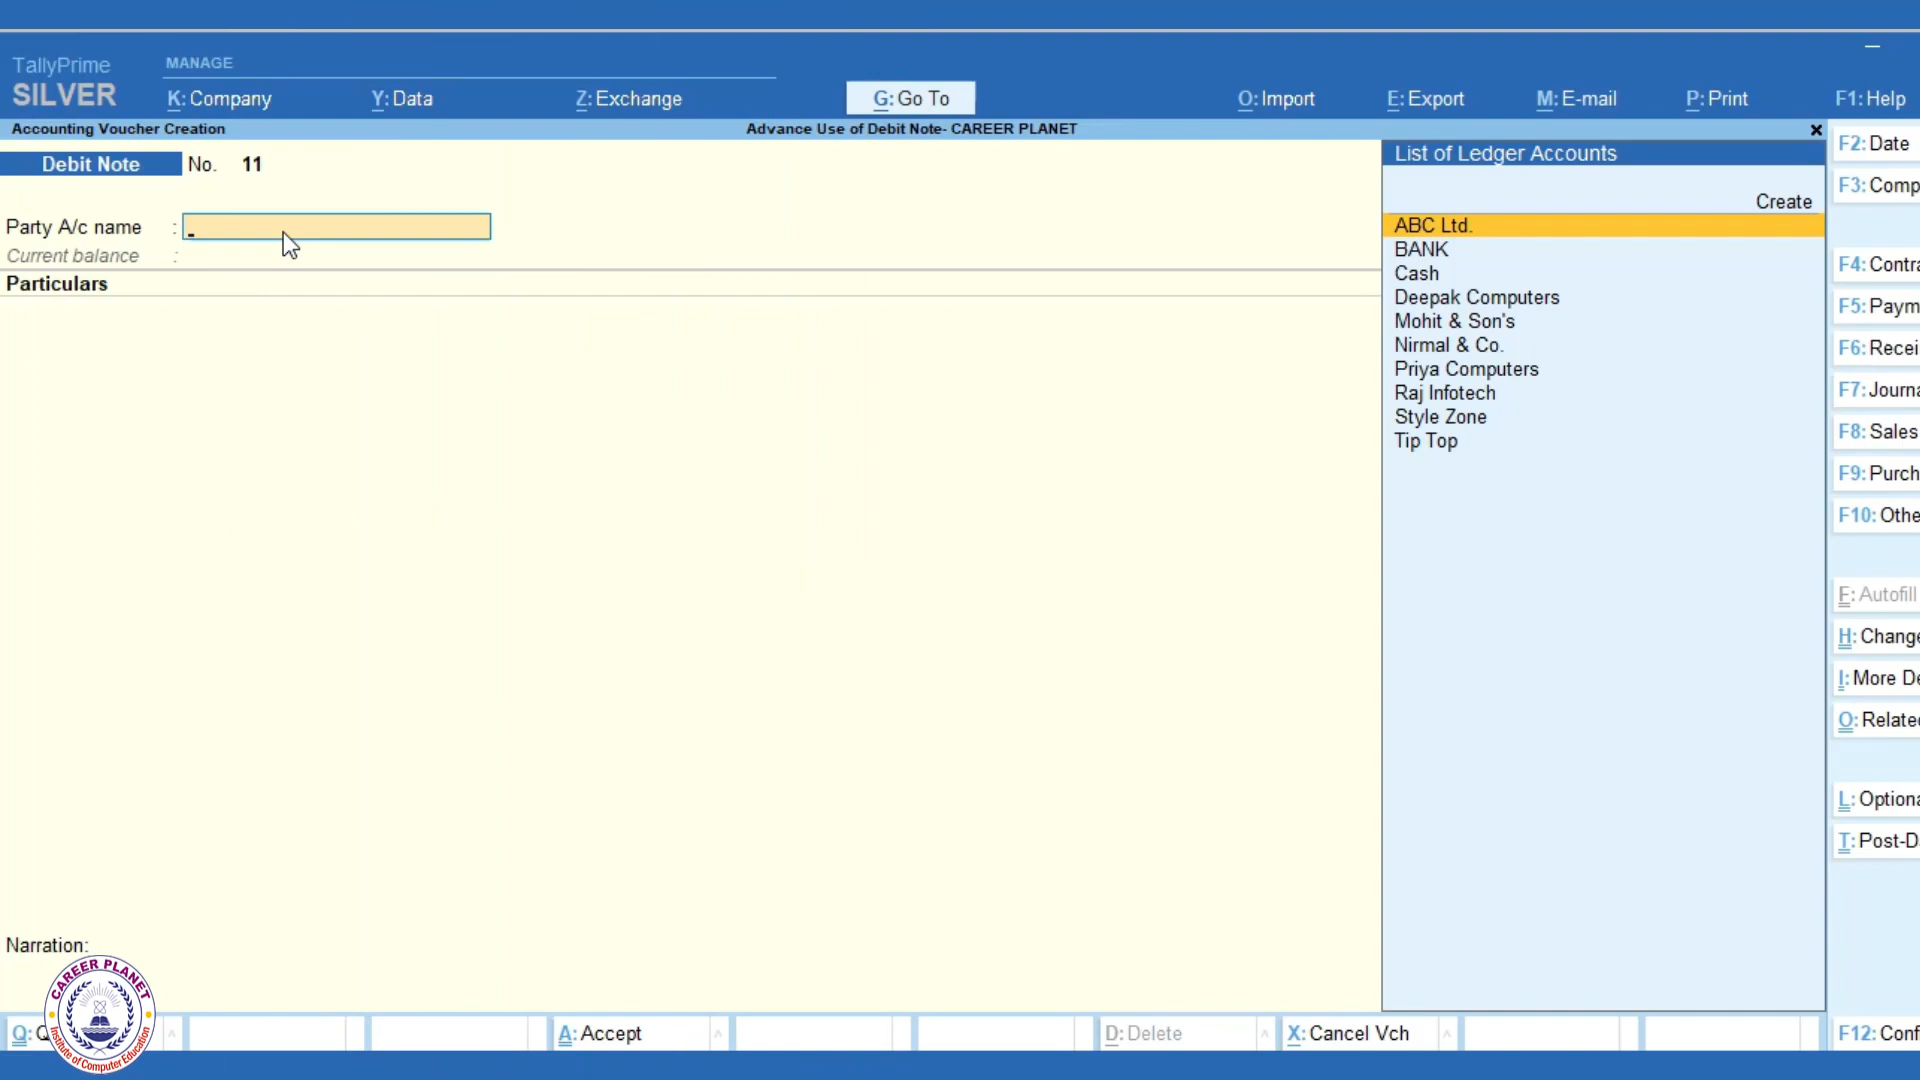 TallyPrime
SILVER
MANAGE
K: Company
Y: Data
Z: Exchange
G: Go To
O: Import
E: Export
M: E-mail
P: Print
F1: Help
Accounting Voucher Creation
Advance Use of Debit Note- CAREER PLANET
Debit Note No. 11
Party A/c name :
Current balance :
Particulars
List of Ledger Accounts
Create
ABC Ltd.
BANK
Cash
Deepak Computers
Mohit & Son's
Nirmal & Co.
Priya Computers
Raj Infotech
Style Zone
Tip Top
F2: Date
F3: Comp
F4: Contra
F5: Paym
F6: Recei
F7: Journa
F8: Sales
F9: Purch
F10: Othe
F: Autofill
H: Change
I: More De
O: Related
L: Optiona
T: Post-D
F12: Conf
Narration:
Q:
A: Accept
D: Delete
X: Cancel Vch
CAREER PLANET
Institute of Computer Education